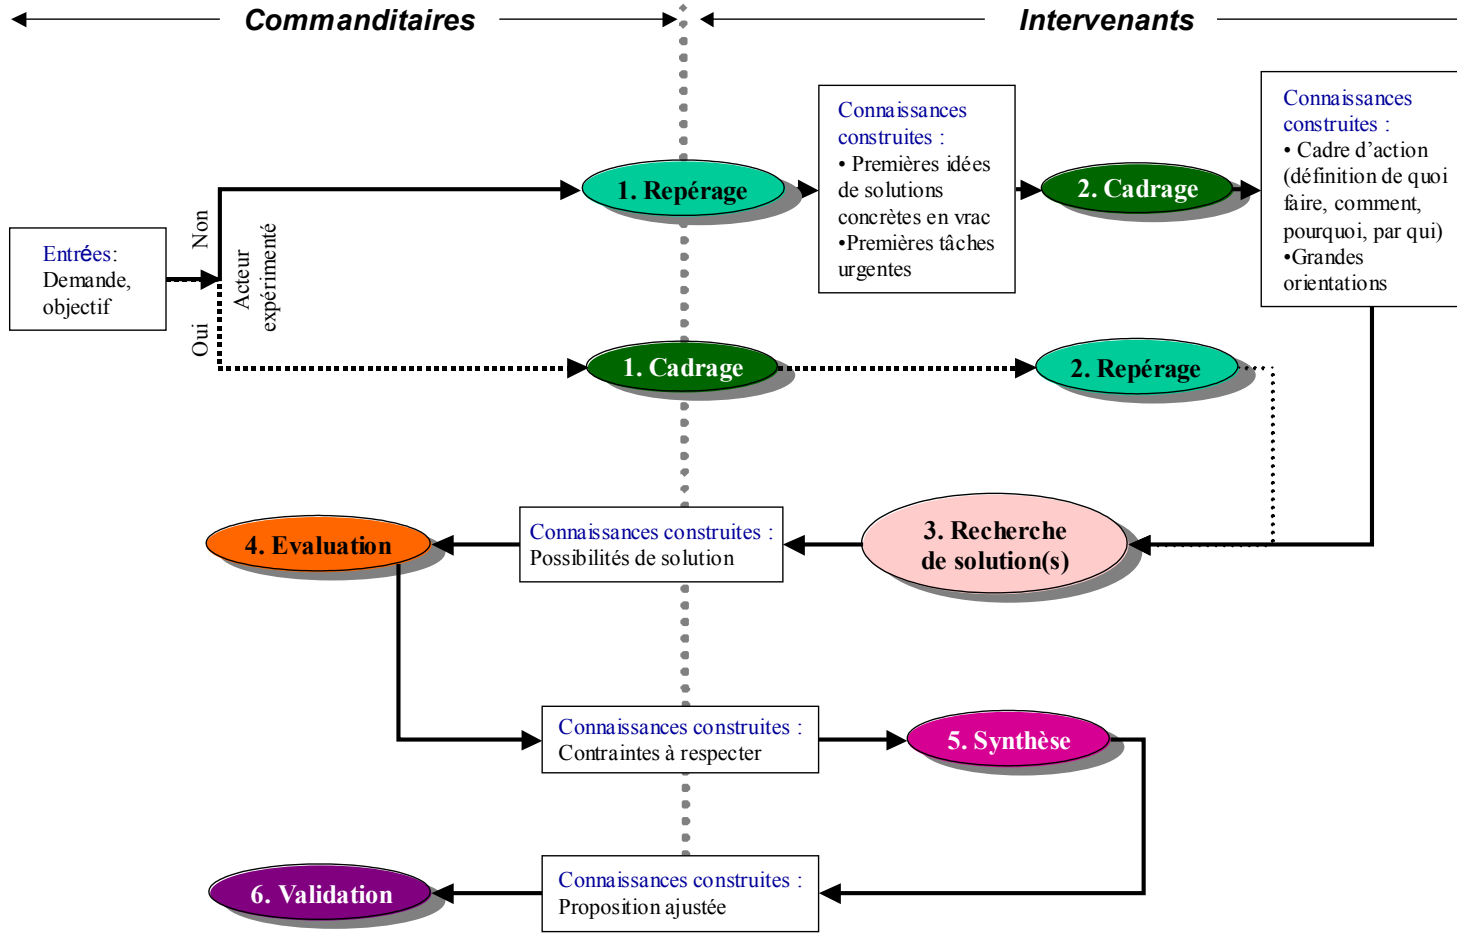 Commanditaires
Intervenants
Connaissances
construites :
• Premières idées
de solutions
concrètes en vrac
•Premières tâches
urgentes
Connaissances
construites :
• Cadre d’action
(définition de quoi
faire, comment,
pourquoi, par qui)
•Grandes
orientations
1. Repérage
2. Cadrage
Entrées:
Demande,
objectif
Non
Oui
Acteur
expérimenté
1. Cadrage
2. Repérage
4. Evaluation
Connaissances construites :
Possibilités de solution
3. Recherche
de solution(s)
Connaissances construites :
Contraintes à respecter
5. Synthèse
6. Validation
Connaissances construites :
Proposition ajustée